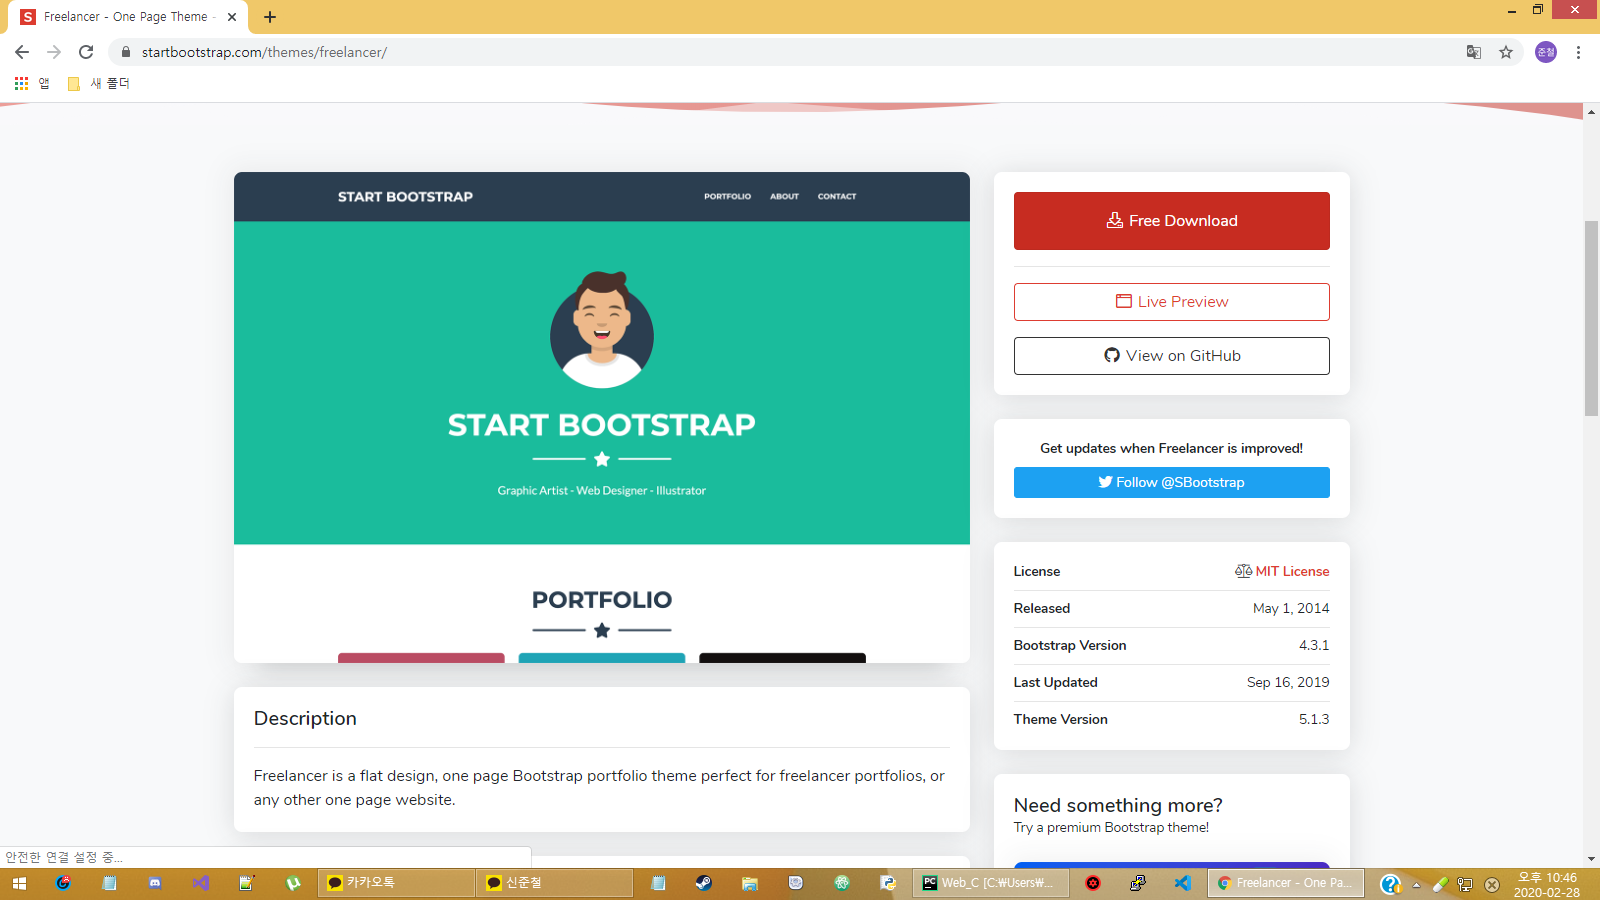 S Freelancer - One Page Theme -
startbootstrap.com/themes/freelancer/
준철
앱 새 폴더
START BOOTSTRAP PORTFOLIO ABOUT CONTACT
START BOOTSTRAP
Graphic Artist - Web Designer - Illustrator
PORTFOLIO
Description
Freelancer is a flat design, one page Bootstrap portfolio theme perfect for freelancer portfolios, or
any other one page website.
Free Download
Live Preview
View on GitHub
Get updates when Freelancer is improved!
Follow @SBootstrap
License MIT License
Released May 1, 2014
Bootstrap Version 4.3.1
Last Updated Sep 16, 2019
Theme Version 5.1.3
Need something more?
Try a premium Bootstrap theme!
안전한 연결 설정 중...
카카오톡
신준철
PC Web_C [C:₩Users₩...
Freelancer - One Pa...
오후 10:46
2020-02-28